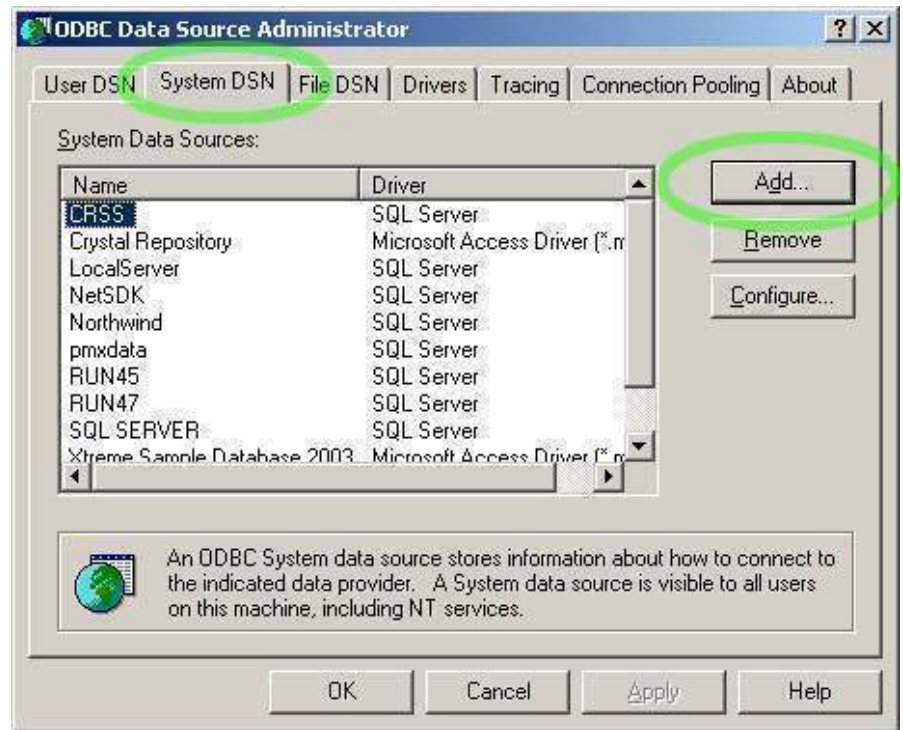 ODBC Data Source Administrator
User DSN System DSN File DSN Drivers Tracing Connection Pooling About
System Data Sources:
Name Driver
CRSS SQL Server
Crystal Repository Microsoft Access Driver (*.m
LocalServer SQL Server
NetSDK SQL Server
Northwind SQL Server
pmxdata SQL Server
RUN45 SQL Server
RUN47 SQL Server
SQL SERVER SQL Server
Xtreme Sample Database 2003 Microsoft Access Driver (*.m
Add...
Remove
Configure...
An ODBC System data source stores information about how to connect to
the indicated data provider. A System data source is visible to all users
on this machine, including NT services.
OK Cancel Apply Help